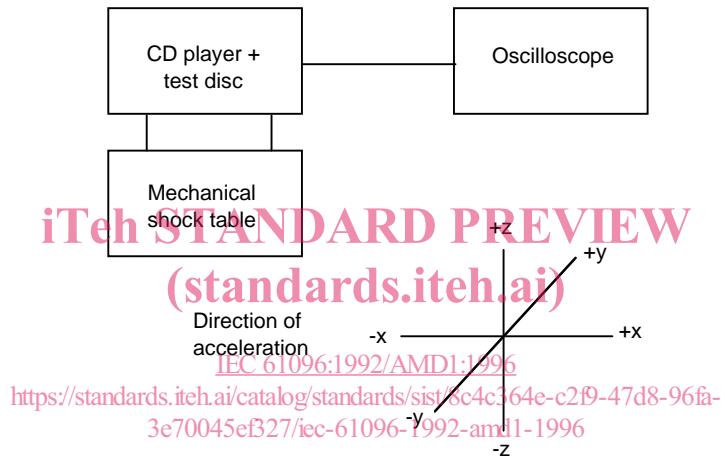 CD player +
test disc
Oscilloscope
Mechanical
shock table
iTeh STANDARD PREVIEW
(standards.iteh.ai)
+z
+y
Direction of
acceleration
-x
+x
IEC 61096:1992/AMD1:1996
https://standards.iteh.ai/catalog/standards/sist/8c4c364e-c2f9-47d8-96fa-
3e70045ef327/iec-61096-1992-amd1-1996
-y
-z